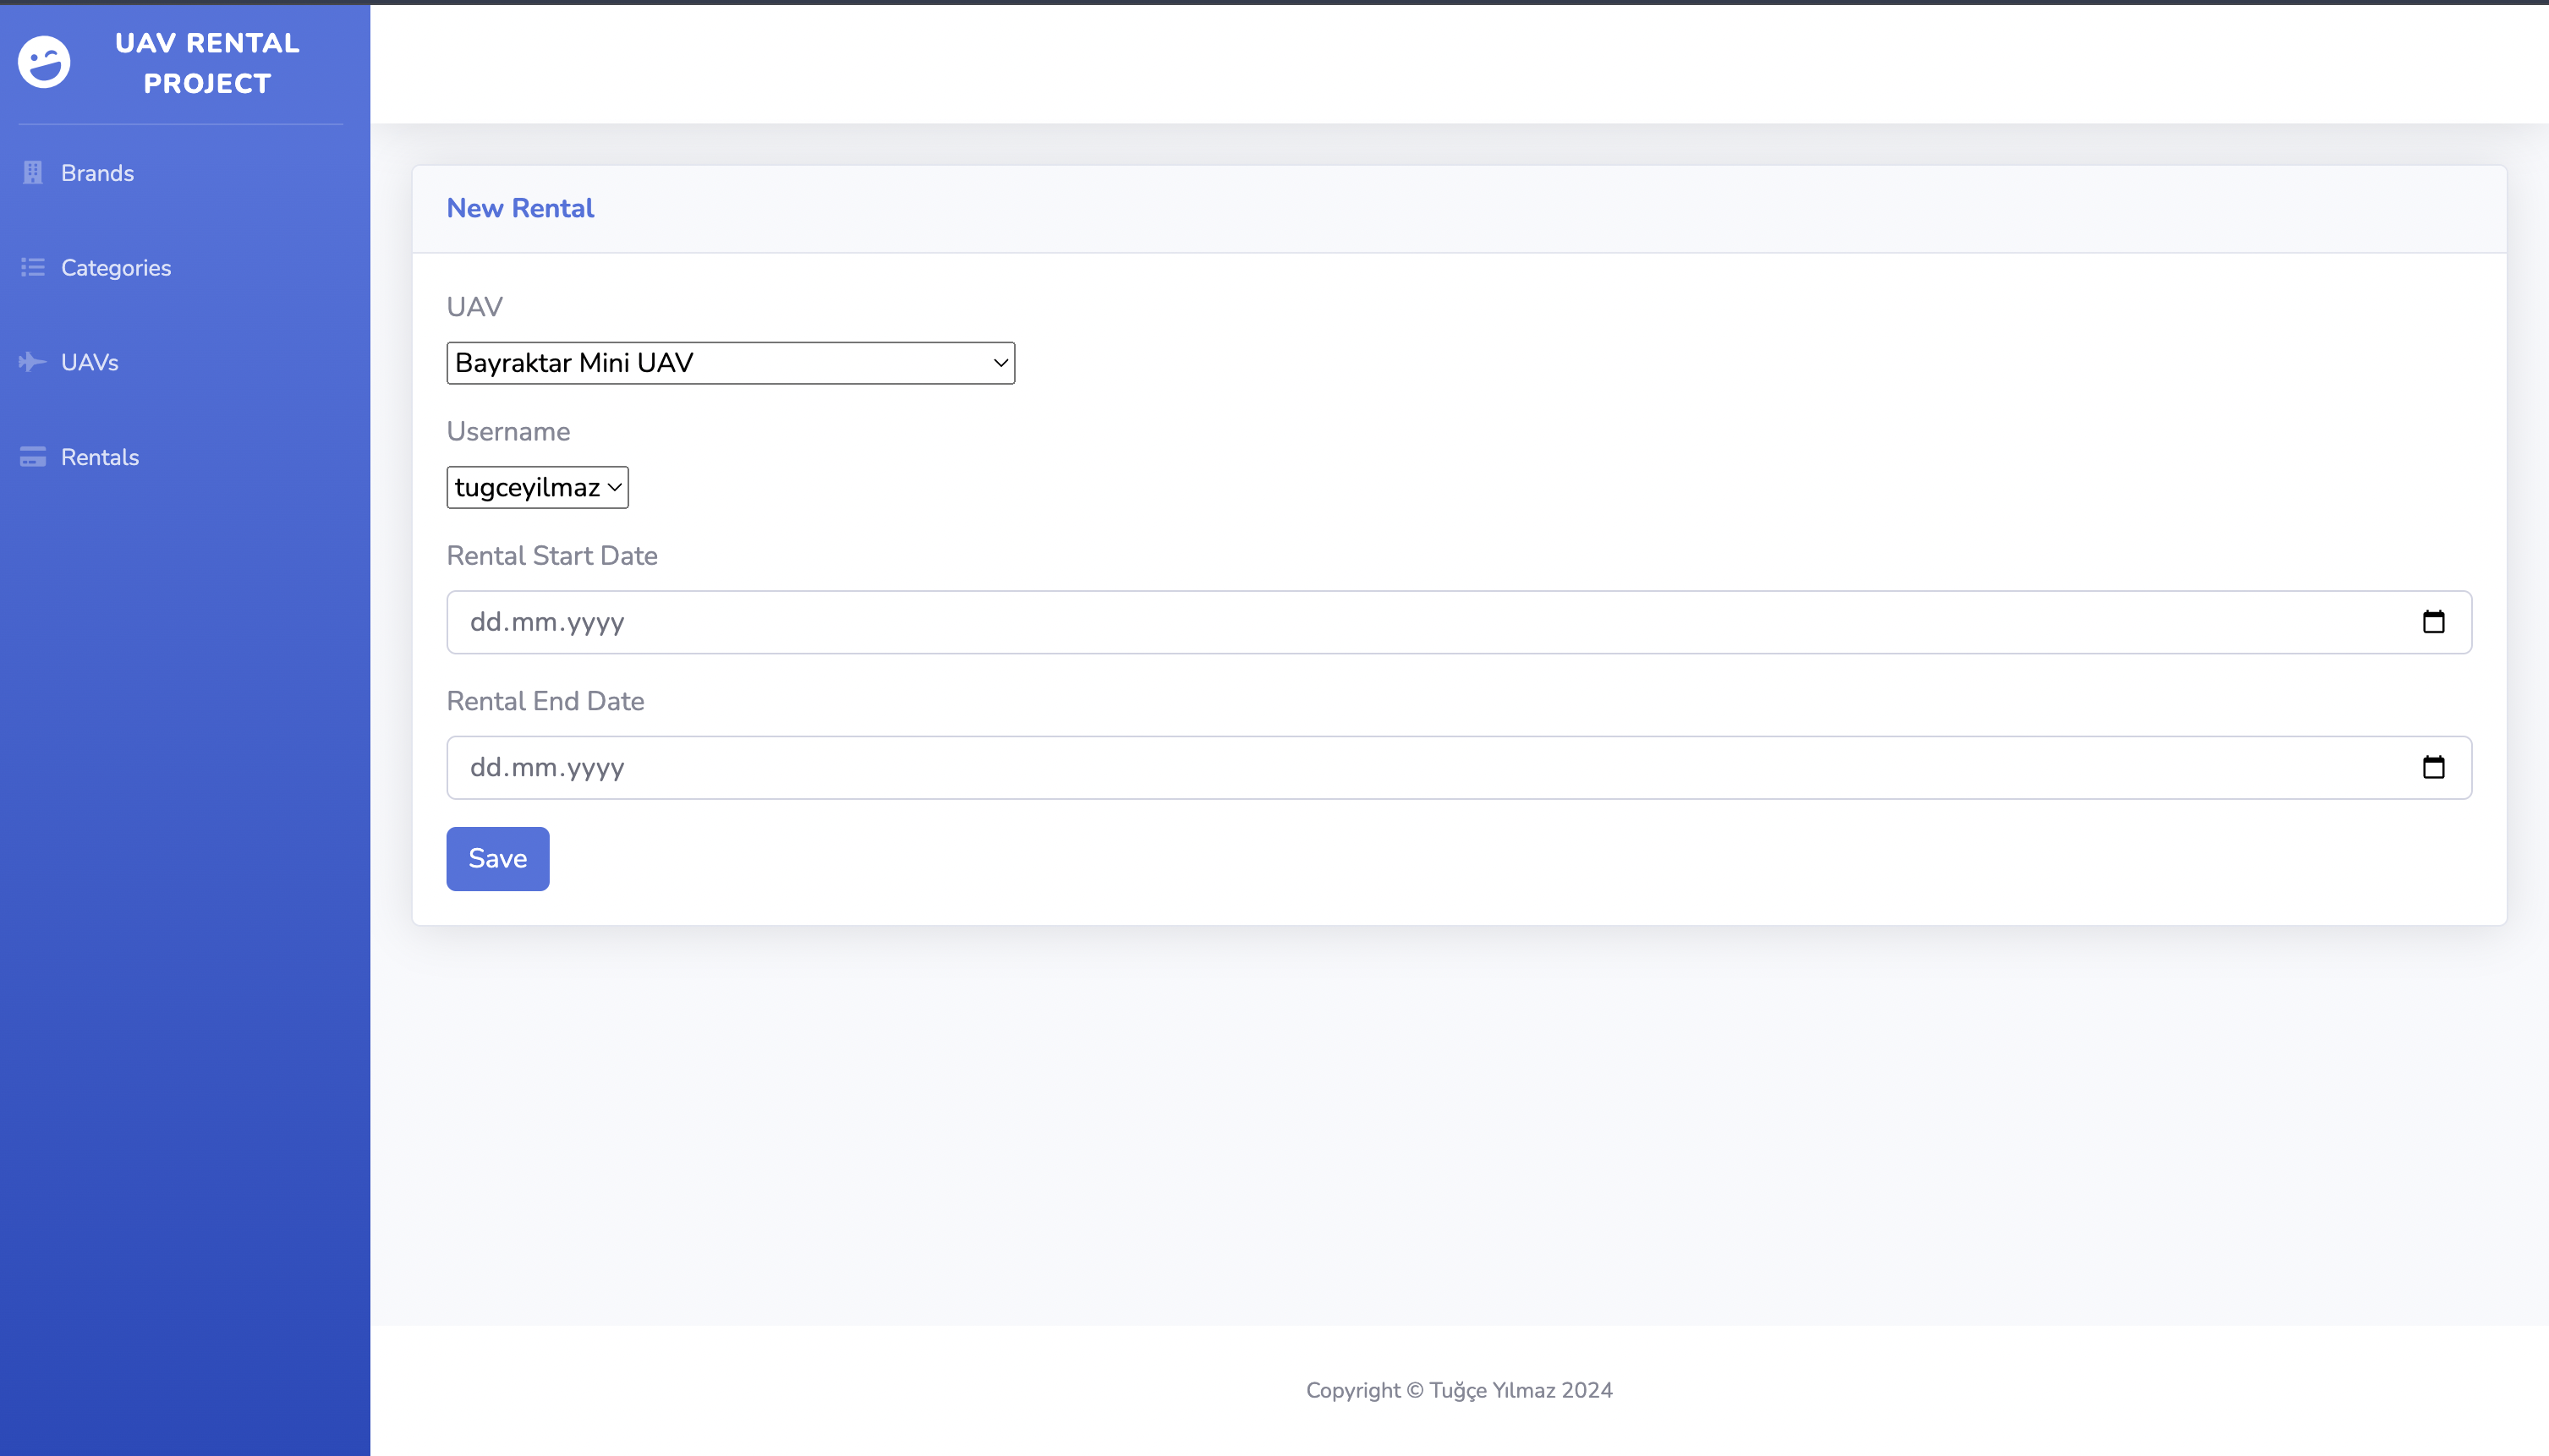 UAV RENTAL
PROJECT
Brands
Categories
UAVs
Rentals
New Rental
UAV
Bayraktar Mini UAV
Username
tugceyilmaz
Rental Start Date
dd.mm.yyyy
Rental End Date
dd.mm.yyyy
Save
Copyright © Tuğçe Yılmaz 2024